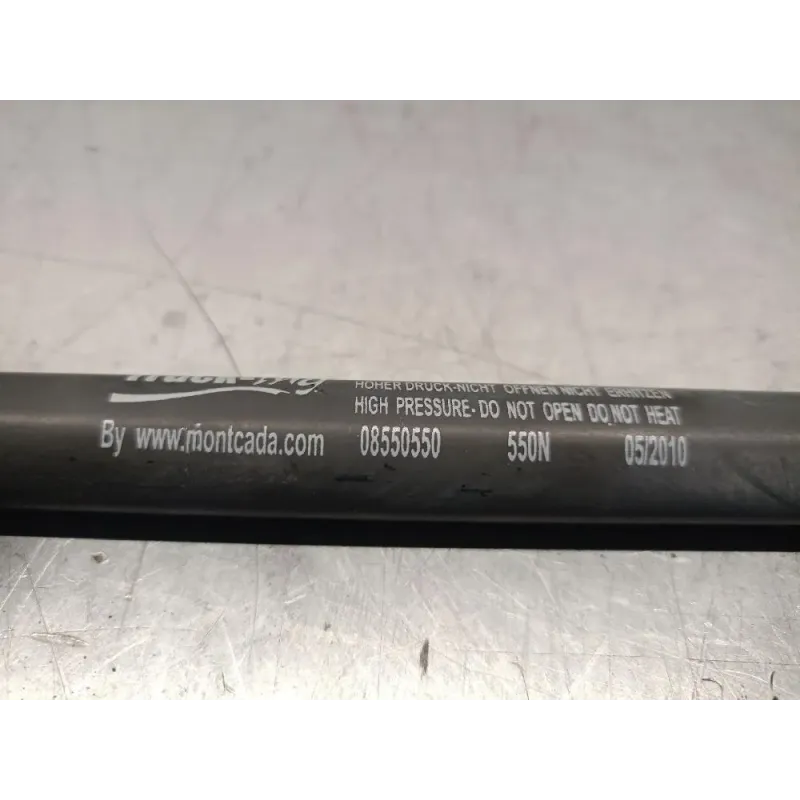 HOHER DRUCK-NICHT ÖFFNEN NICHT ERHITZEN
HIGH PRESSURE- DO NOT OPEN DO NOT HEAT
By www.montcada.com 08550550 550N 05/2010